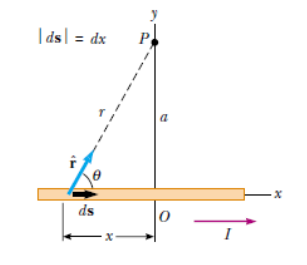 y
|ds| = dx
P
r
a
r̂
θ
x
ds
O
x
I